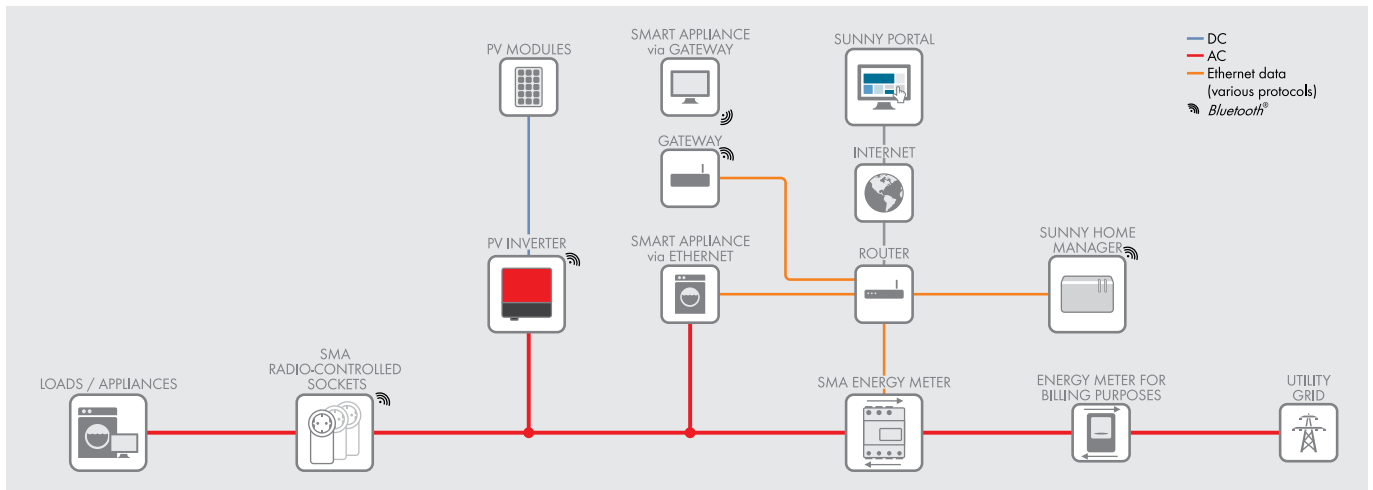 PV MODULES
SMART APPLIANCE
via GATEWAY
SUNNY PORTAL
DC
AC
Ethernet data
(various protocols)
Bluetooth®
GATEWAY
INTERNET
PV INVERTER
SMART APPLIANCE
via ETHERNET
ROUTER
SUNNY HOME
MANAGER
LOADS / APPLIANCES
SMA
RADIO-CONTROLLED
SOCKETS
SMA ENERGY METER
ENERGY METER FOR
BILLING PURPOSES
UTILITY
GRID